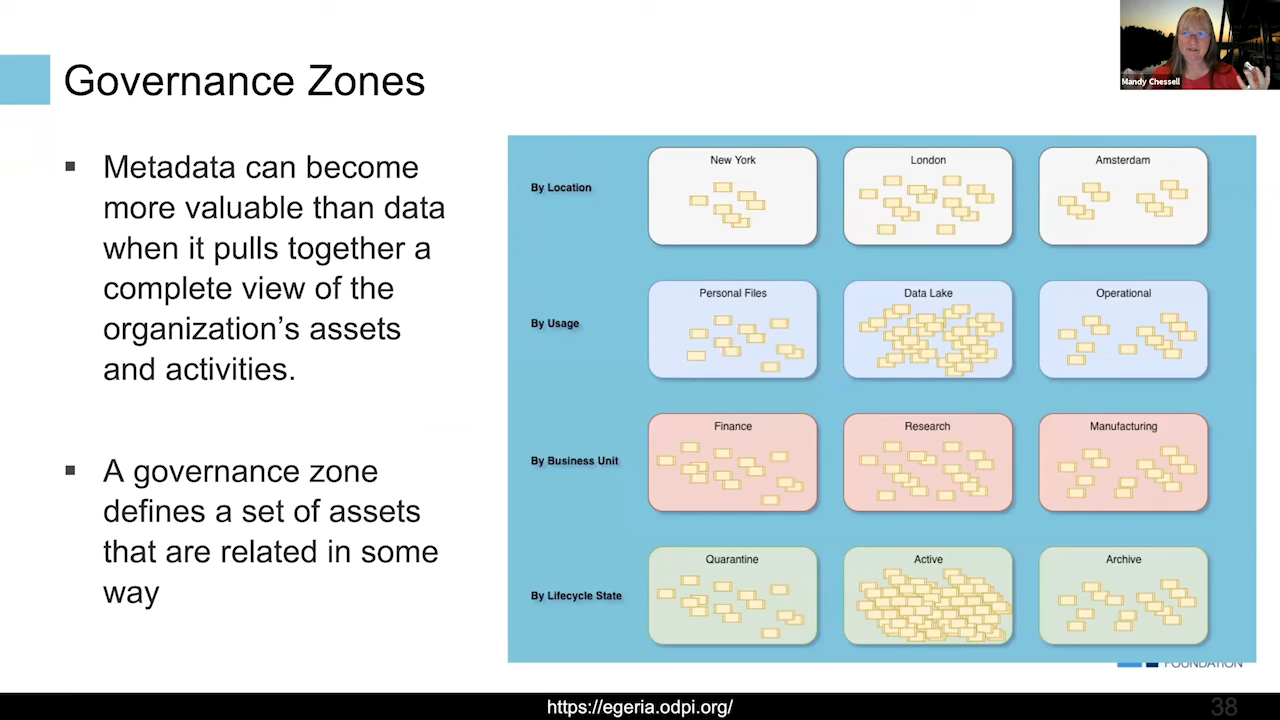 Mandy Chessell
Governance Zones
▪ Metadata can become
more valuable than data
when it pulls together a
complete view of the
organization's assets
and activities.
▪ A governance zone
defines a set of assets
that are related in some
way
By Location
New York
London
Amsterdam
By Usage
Personal Files
Data Lake
Operational
By Business Unit
Finance
Research
Manufacturing
By Lifecycle State
Quarantine
Active
Archive
FOUNDATION
https://egeria.odpi.org/
38